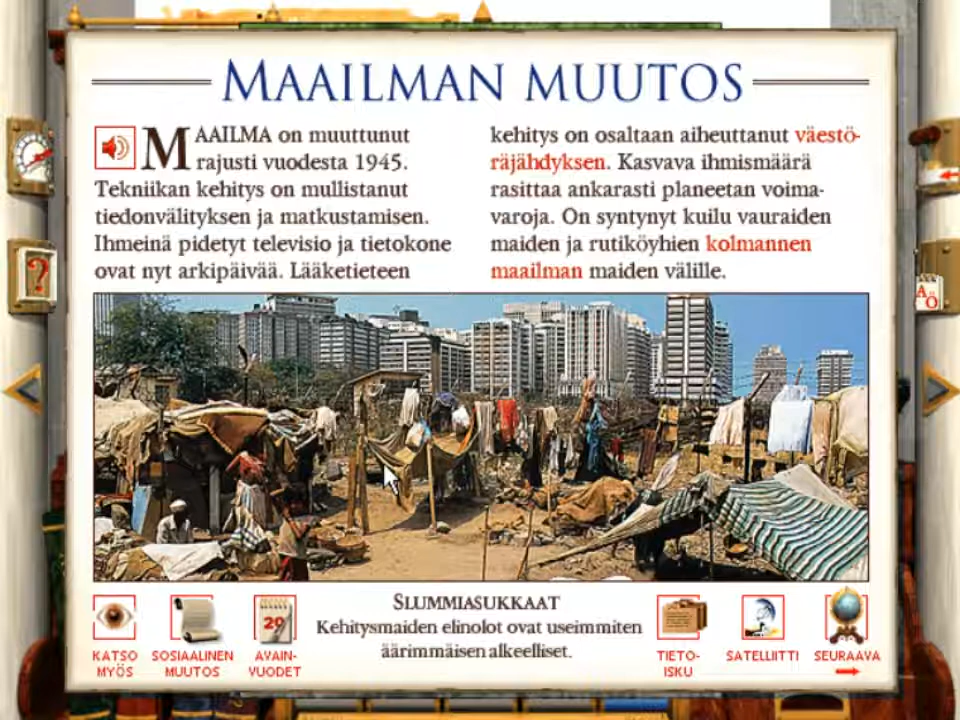 MAAILMAN MUUTOS
MAAILMA on muuttunut
rajusti vuodesta 1945.
Tekniikan kehitys on mullistanut
tiedonvälityksen ja matkustamisen.
Ihmeinä pidetyt televisio ja tietokone
ovat nyt arkipäivää. Lääketieteen
kehitys on osaltaan aiheuttanut väestö-
räjähdyksen. Kasvava ihmismäärä
rasittaa ankarasti planeetan voima-
varoja. On syntynyt kuilu vauraiden
maiden ja rutiköyhien kolmannen
maailman maiden välille.
?
AÖ
SLUMMIASUKKAAT
Kehitysmaiden elinolot ovat useimmiten
äärimmäisen alkeelliset.
20
KATSO
MYÖS
SOSIAALINEN
MUUTOS
AVAIN-
VUODET
TIETO-
ISKU
SATELLIITTI
SEURAAVA